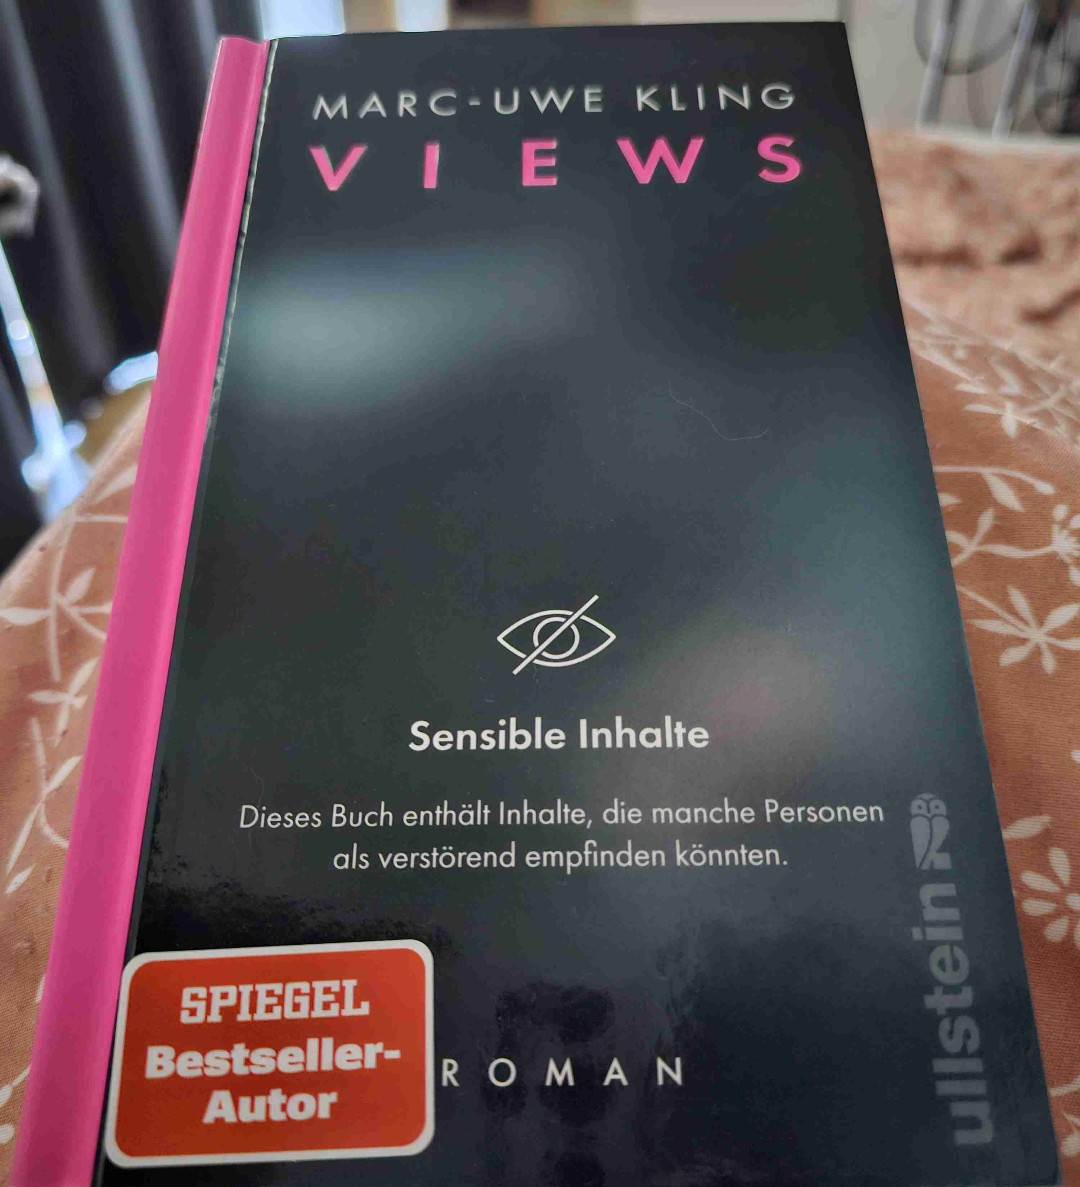 MARC-UWE KLING
VIEWS
Sensible Inhalte
Dieses Buch enthält Inhalte, die manche Personen
als verstörend empfinden könnten.
SPIEGEL
Bestseller-
Autor
ROMAN
ullstein